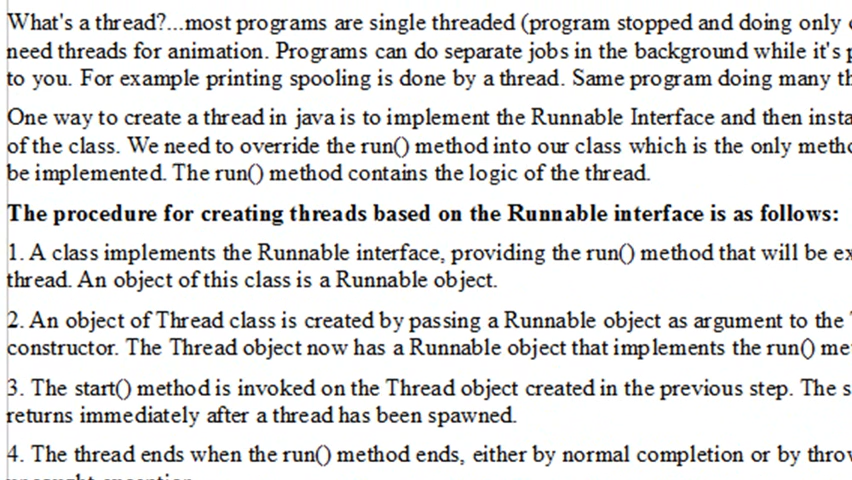 What's a thread?...most programs are single threaded (program stopped and doing only
need threads for animation. Programs can do separate jobs in the background while it's
to you. For example printing spooling is done by a thread. Same program doing many
One way to create a thread in java is to implement the Runnable Interface and then
of the class. We need to override the run() method into our class which is the only
be implemented. The run() method contains the logic of the thread.
The procedure for creating threads based on the Runnable interface is as follows:
1. A class implements the Runnable interface, providing the run() method that will be
thread. An object of this class is a Runnable object.
2. An object of Thread class is created by passing a Runnable object as argument to the
constructor. The Thread object now has a Runnable object that implements the run()
3. The start() method is invoked on the Thread object created in the previous step. The
returns immediately after a thread has been spawned.
4. The thread ends when the run() method ends, either by normal completion or by